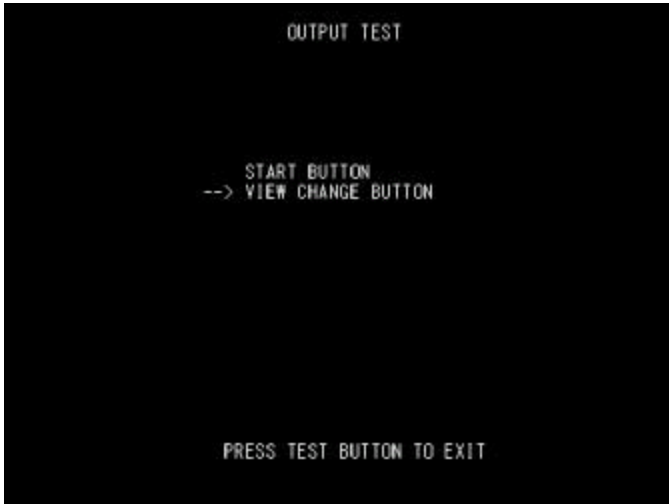 OUTPUT TEST
START BUTTON
--> VIEW CHANGE BUTTON
PRESS TEST BUTTON TO EXIT